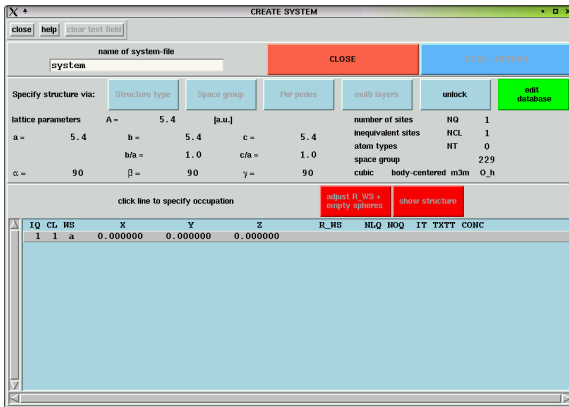 CREATE SYSTEM
close help clear text field
name of system-file
system
CLOSE
Specify structure via: Structure type Space group Per pedes multi layers unlock edit database
lattice parameters A = 5.4 [a.u.] number of sites NQ 1
a = 5.4 b = 5.4 c = 5.4 inequivalent sites NCL 1
b/a = 1.0 c/a = 1.0 atom types NT 0
space group 229
α = 90 β = 90 γ = 90 cubic body-centered m3m O_h
click line to specify occupation adjust R_WS + empty spheres show structure
IQ CL WS X Y Z R_WS NLQ NOQ IT TXTT CONC
1 1 a 0.000000 0.000000 0.000000